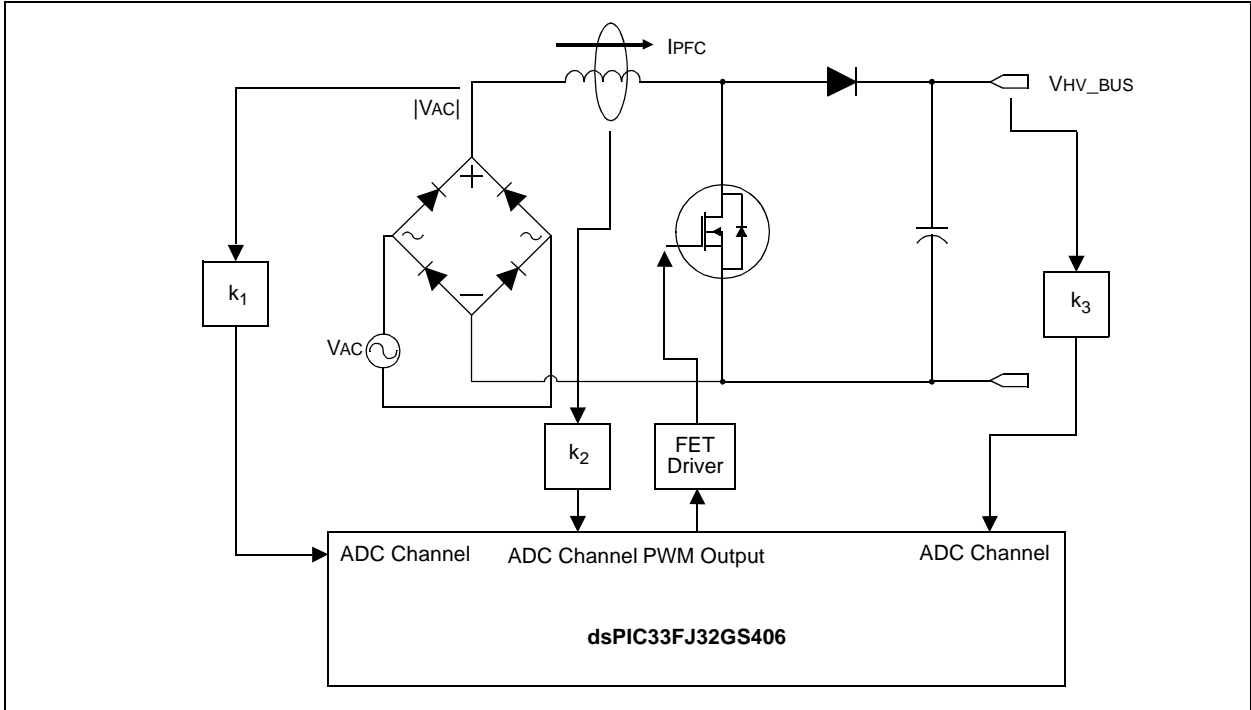 IPFC
VHV_BUS
|VAC|
k1
k3
VAC
k2
FET
Driver
ADC Channel
ADC Channel PWM Output
ADC Channel
dsPIC33FJ32GS406